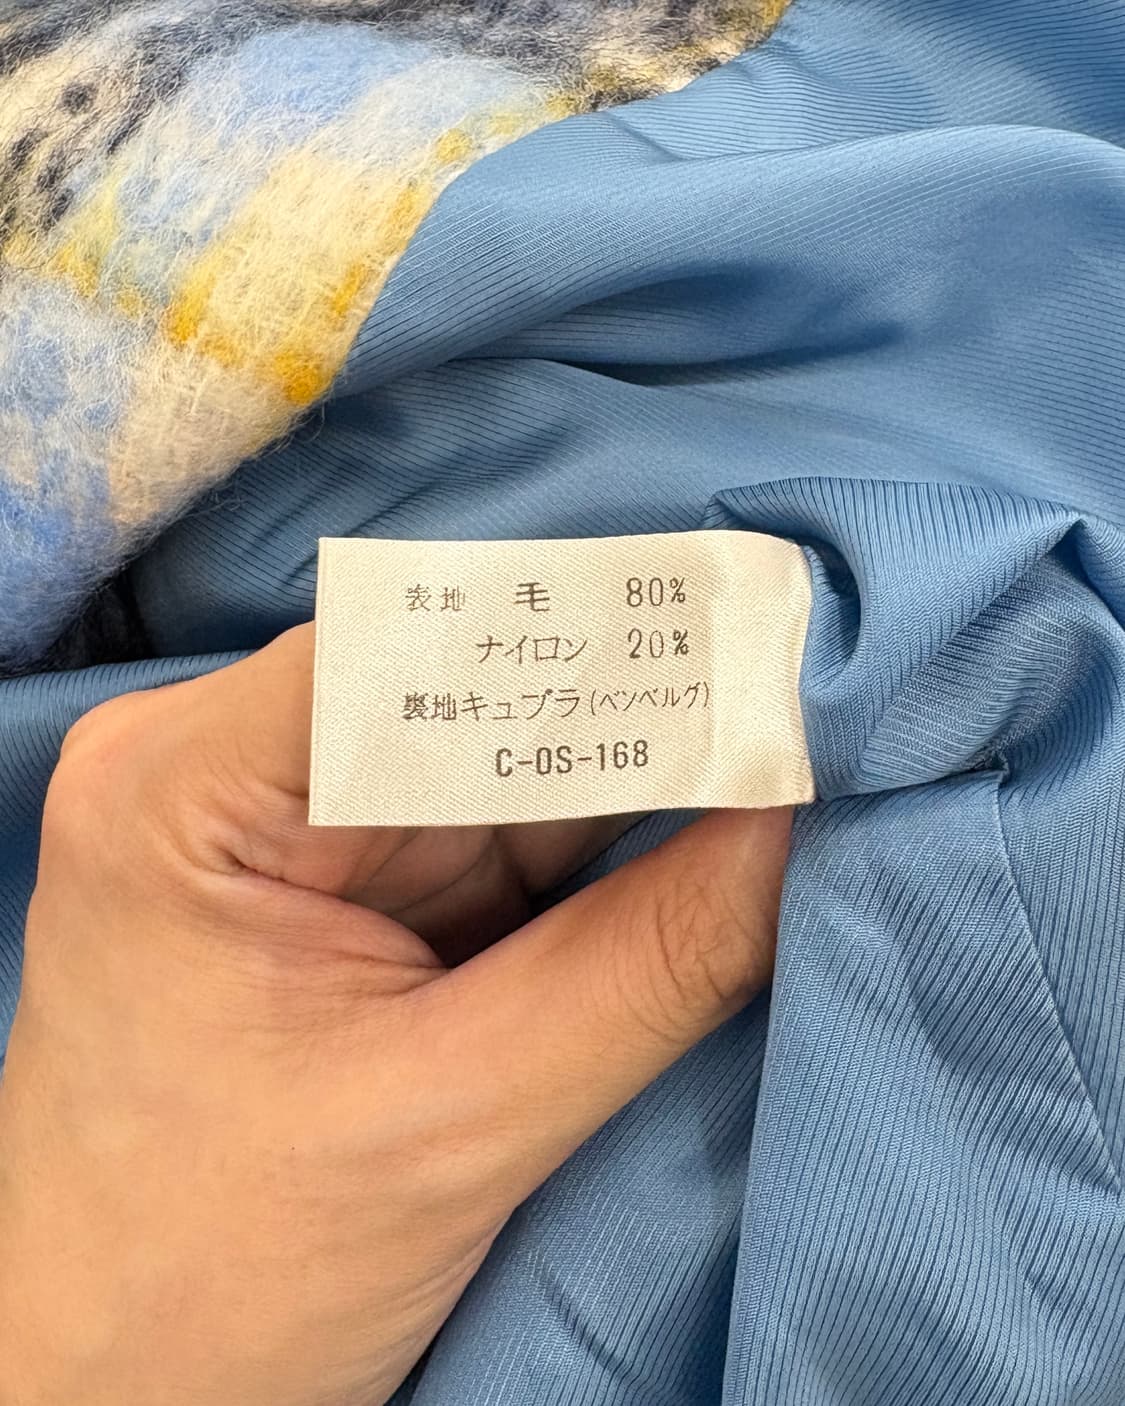 表地 毛 80%
ナイロン 20%
裏地キュプラ(ベンベルグ)
C-OS-168